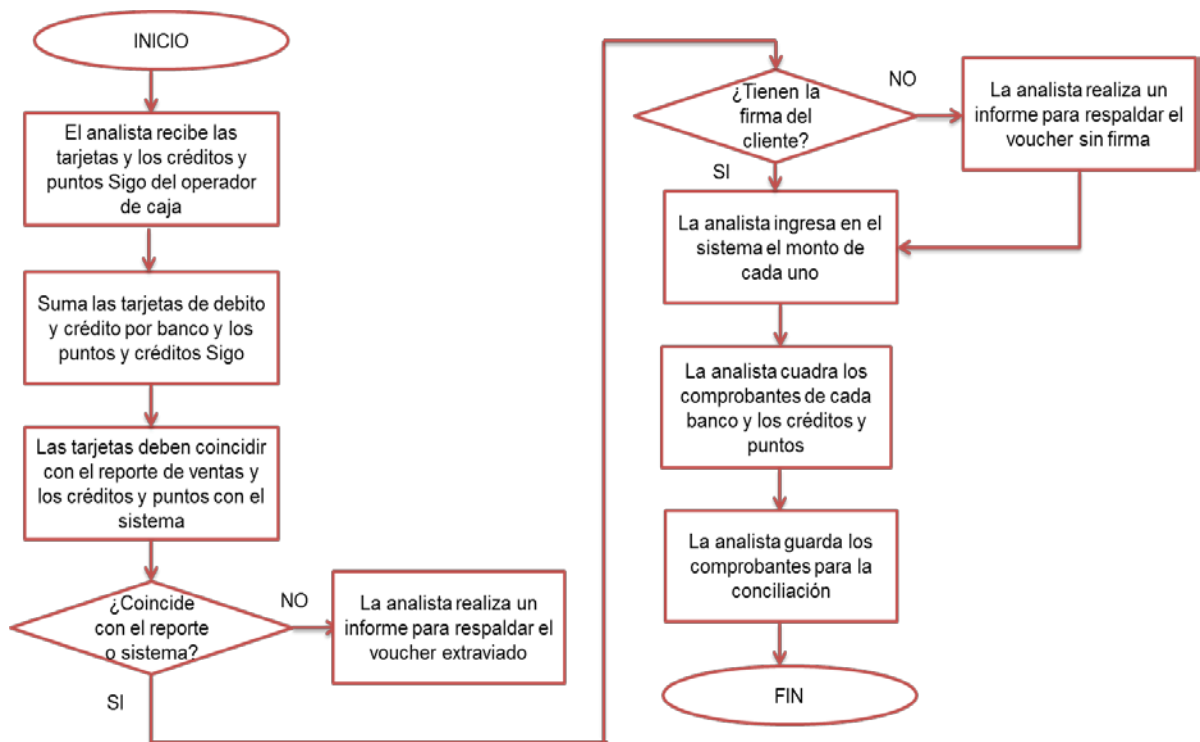 INICIO
El analista recibe las
tarjetas y los créditos y
puntos Sigo del operador
de caja
Suma las tarjetas de debito
y crédito por banco y los
puntos y créditos Sigo
Las tarjetas deben coincidir
con el reporte de ventas y
los créditos y puntos con el
sistema
¿Coincide
con el reporte
o sistema?
NO
La analista realiza un
informe para respaldar el
voucher extraviado
SI
¿Tienen la
firma del
cliente?
NO
La analista realiza un
informe para respaldar el
voucher sin firma
SI
La analista ingresa en el
sistema el monto de
cada uno
La analista cuadra los
comprobantes de cada
banco y los créditos y
puntos
La analista guarda los
comprobantes para la
conciliación
FIN